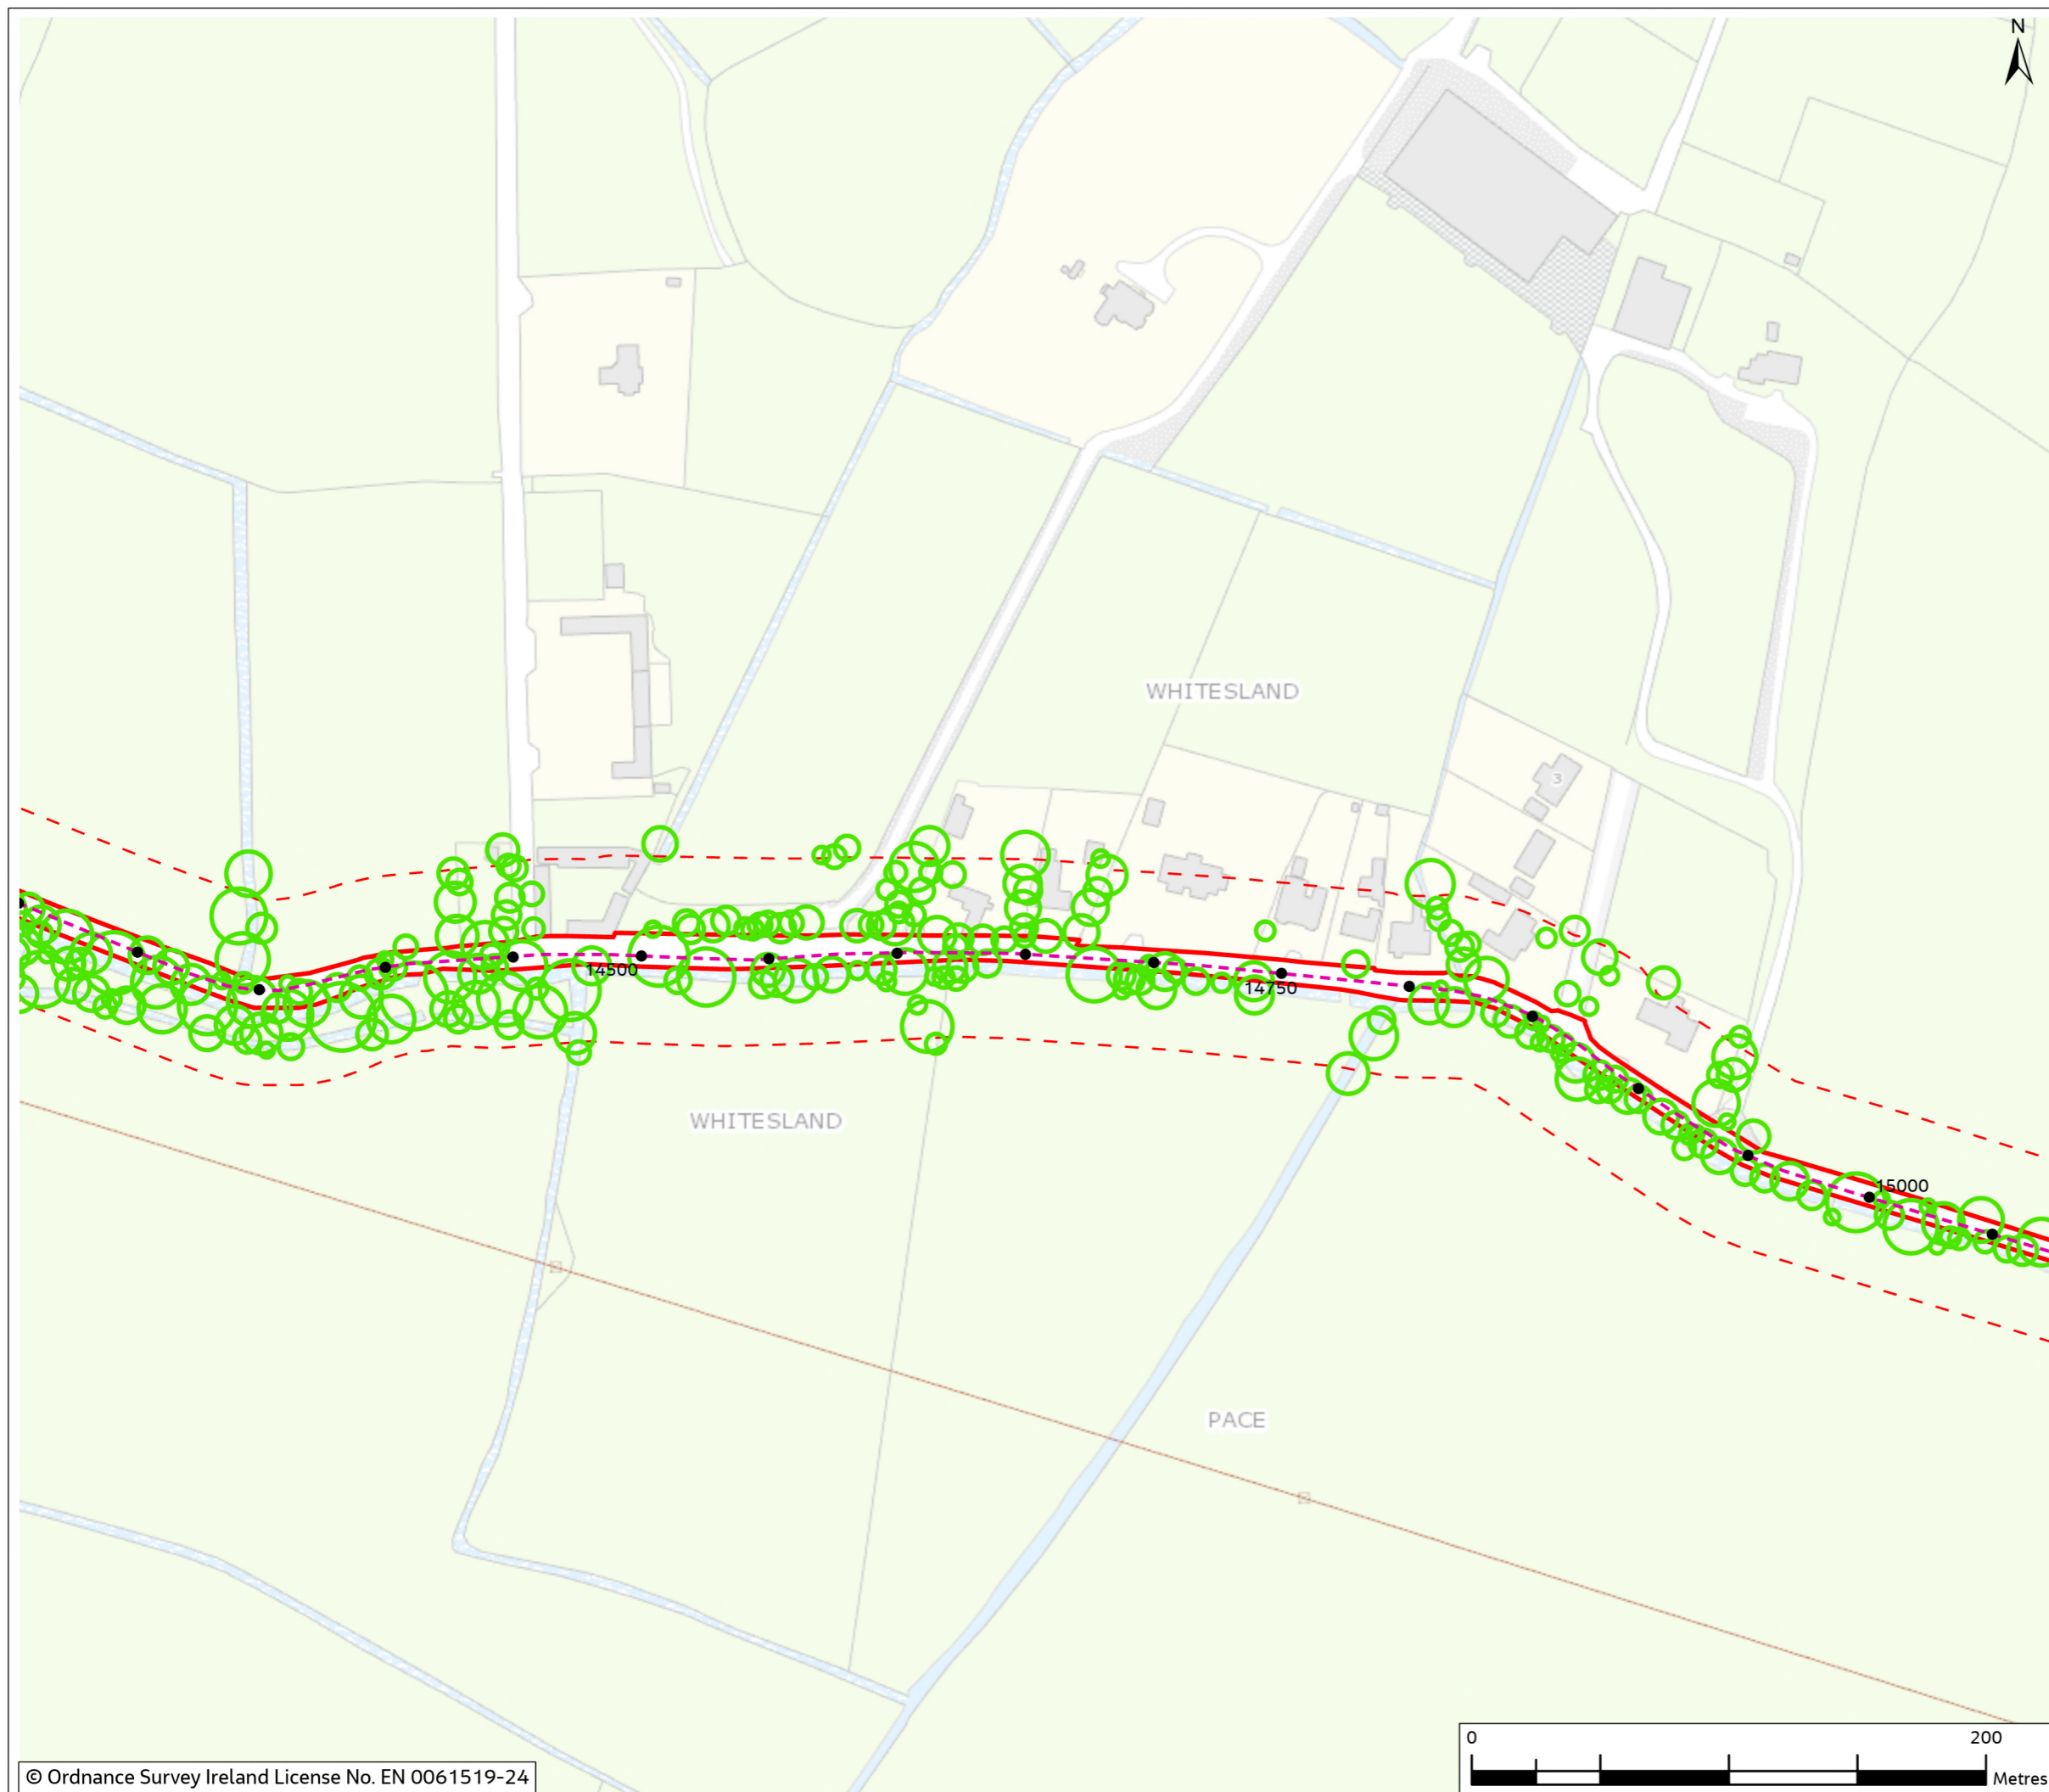 N
WHITESLAND
3
14500
14750
WHITESLAND
15000
PACE
0 200
Metres
© Ordnance Survey Ireland License No. EN 0061519-24